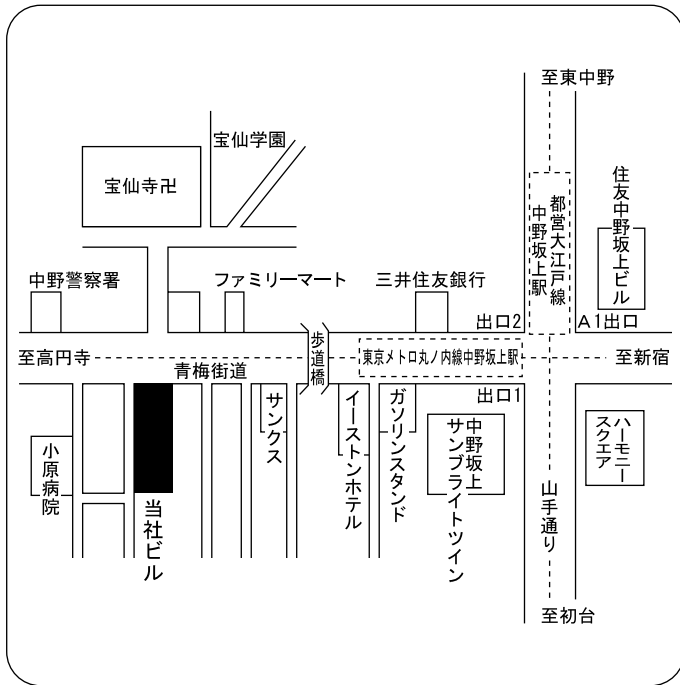 至東中野
宝仙学園
宝仙寺卍
住友中野坂上ビル
都営大江戸線
中野坂上駅
中野警察署
ファミリーマート
三井住友銀行
出口2
A1出口
至高円寺
青梅街道
歩道橋
東京メトロ丸ノ内線中野坂上駅
至新宿
出口1
小原病院
当社ビル
サンクス
イーストンホテル
ガソリンスタンド
中野坂上
サンブライトツイン
ハーモニー
スクエア
山手通り
至初台